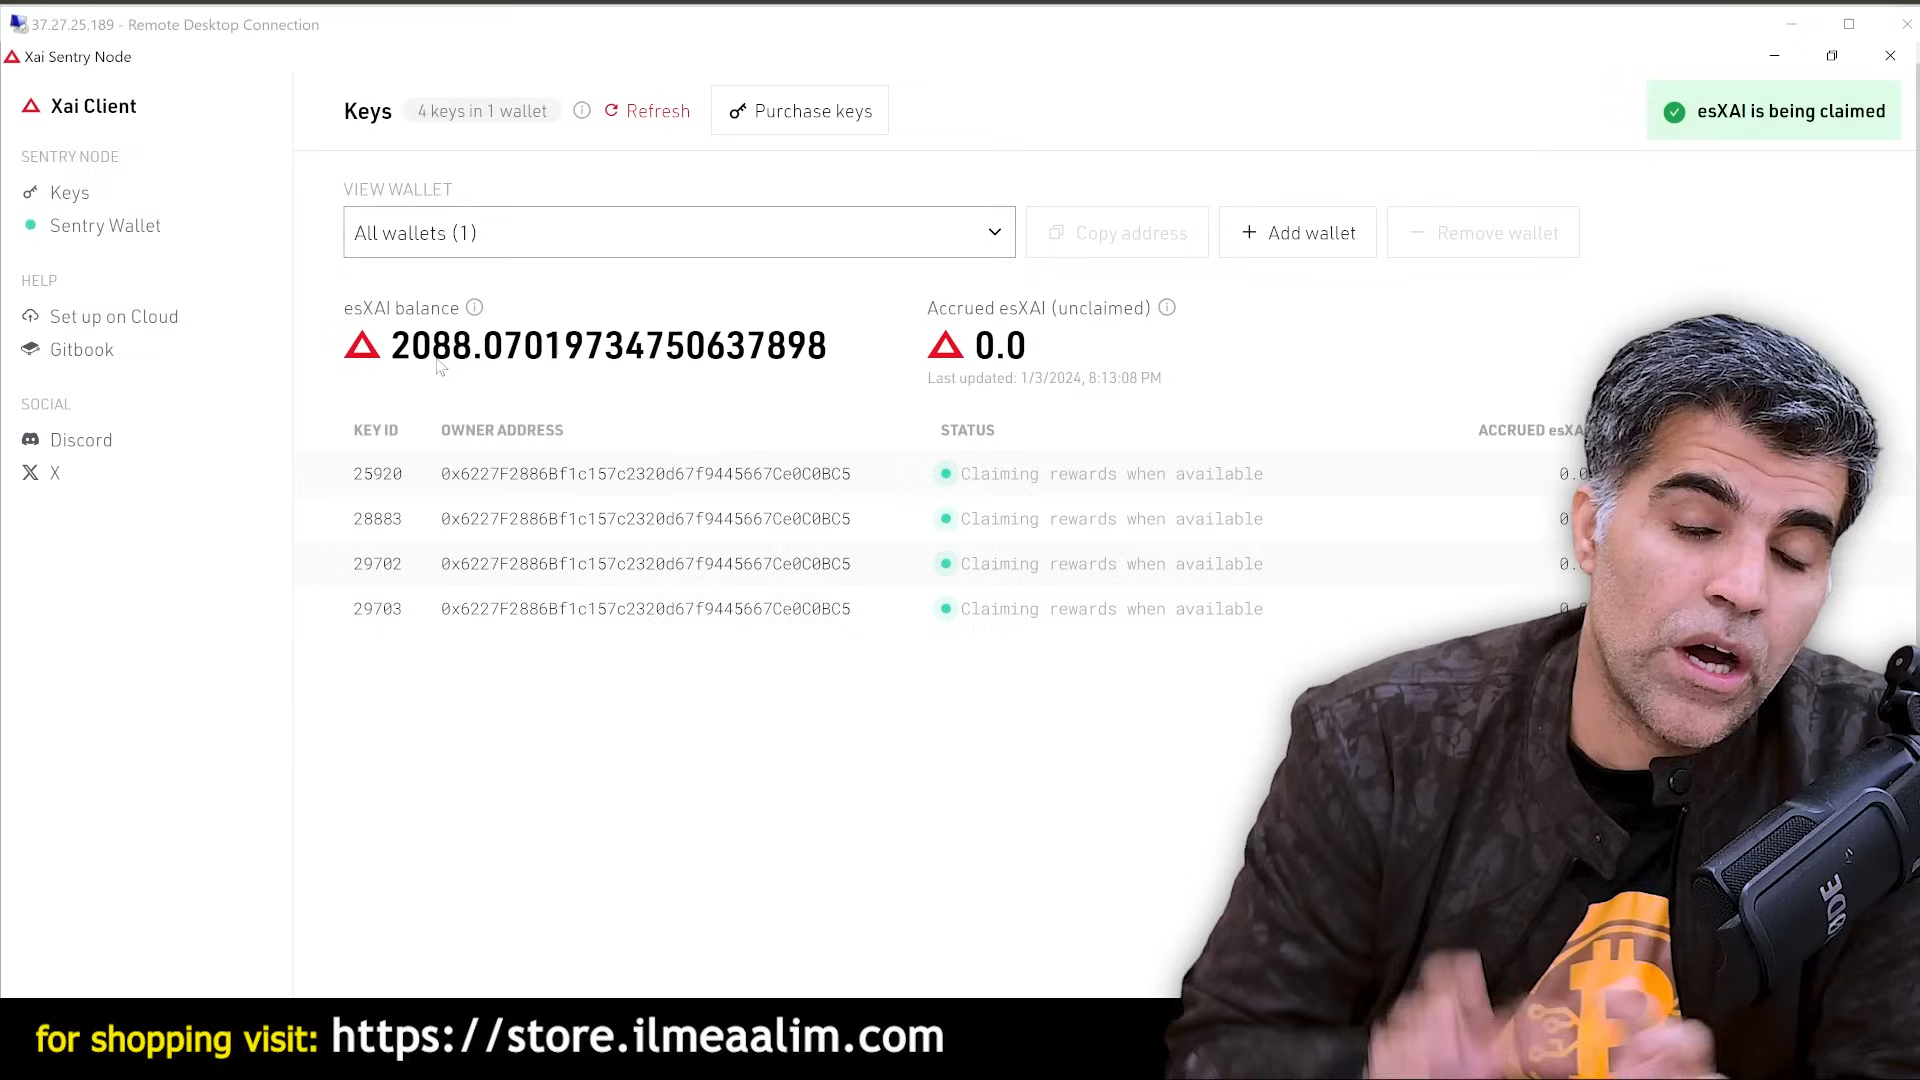 37.27.25.189 - Remote Desktop Connection
Xai Sentry Node
Xai Client
SENTRY NODE
Keys
Sentry Wallet
HELP
Set up on Cloud
Gitbook
SOCIAL
Discord
X
Keys 4 keys in 1 wallet Refresh Purchase keys
esXAI is being claimed
VIEW WALLET
All wallets (1) Copy address + Add wallet − Remove wallet
esXAI balance
2088.07019734750637898
Accrued esXAI (unclaimed)
0.0
Last updated: 1/3/2024, 8:13:08 PM
KEY ID OWNER ADDRESS STATUS ACCRUED
25920 0x6227F2886Bf1c157c2320d67f9445667Ce0C0BC5 Claiming rewards when available
28883 0x6227F2886Bf1c157c2320d67f9445667Ce0C0BC5 Claiming rewards when available
29702 0x6227F2886Bf1c157c2320d67f9445667Ce0C0BC5 Claiming rewards when available
29703 0x6227F2886Bf1c157c2320d67f9445667Ce0C0BC5 Claiming rewards when available
for shopping visit: https://store.ilmeaalim.com